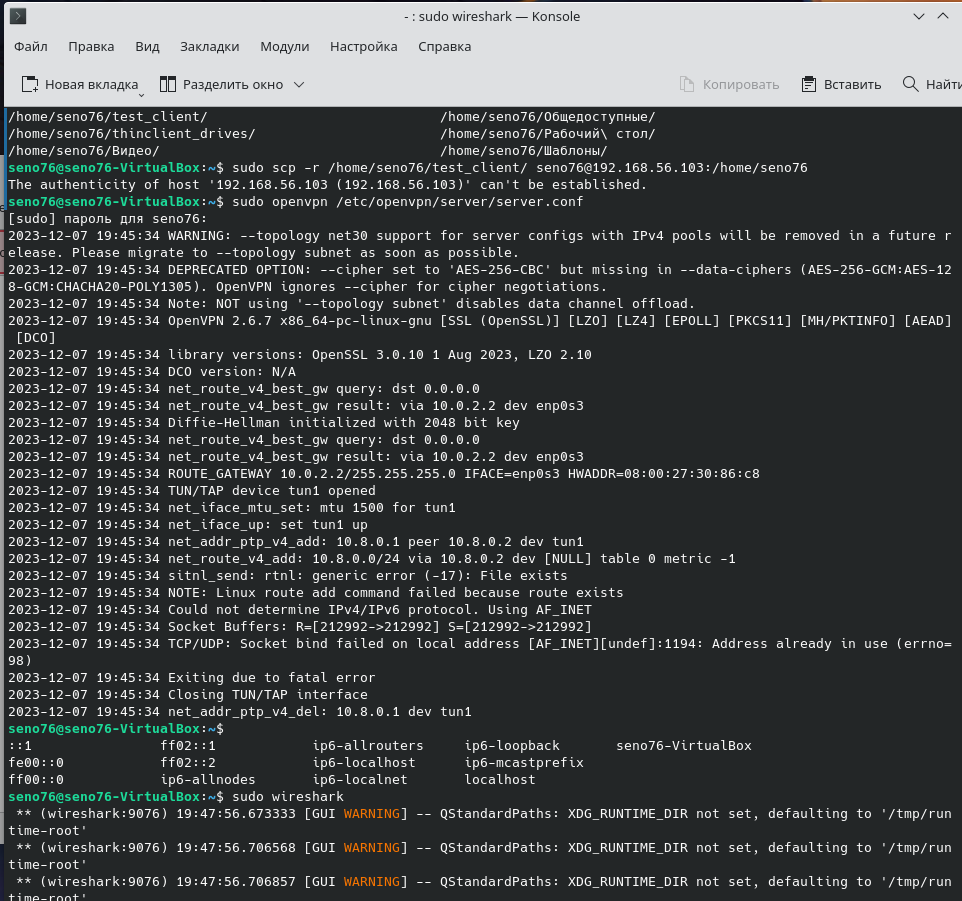 - : sudo wireshark — Konsole
Файл Правка Вид Закладки Модули Настройка Справка
Новая вкладка Разделить окно Копировать Вставить Найти
/home/seno76/test_client/ /home/seno76/Общедоступные/
/home/seno76/thinclient_drives/ /home/seno76/Рабочий\ стол/
/home/seno76/Видео/ /home/seno76/Шаблоны/
seno76@seno76-VirtualBox:~$ sudo scp -r /home/seno76/test_client/ seno76@192.168.56.103:/home/seno76
The authenticity of host '192.168.56.103 (192.168.56.103)' can't be established.
seno76@seno76-VirtualBox:~$ sudo openvpn /etc/openvpn/server/server.conf
[sudo] пароль для seno76:
2023-12-07 19:45:34 WARNING: --topology net30 support for server configs with IPv4 pools will be removed in a future r
elease. Please migrate to --topology subnet as soon as possible.
2023-12-07 19:45:34 DEPRECATED OPTION: --cipher set to 'AES-256-CBC' but missing in --data-ciphers (AES-256-GCM:AES-12
8-GCM:CHACHA20-POLY1305). OpenVPN ignores --cipher for cipher negotiations.
2023-12-07 19:45:34 Note: NOT using '--topology subnet' disables data channel offload.
2023-12-07 19:45:34 OpenVPN 2.6.7 x86_64-pc-linux-gnu [SSL (OpenSSL)] [LZO] [LZ4] [EPOLL] [PKCS11] [MH/PKTINFO] [AEAD]
[DCO]
2023-12-07 19:45:34 library versions: OpenSSL 3.0.10 1 Aug 2023, LZO 2.10
2023-12-07 19:45:34 DCO version: N/A
2023-12-07 19:45:34 net_route_v4_best_gw query: dst 0.0.0.0
2023-12-07 19:45:34 net_route_v4_best_gw result: via 10.0.2.2 dev enp0s3
2023-12-07 19:45:34 Diffie-Hellman initialized with 2048 bit key
2023-12-07 19:45:34 net_route_v4_best_gw query: dst 0.0.0.0
2023-12-07 19:45:34 net_route_v4_best_gw result: via 10.0.2.2 dev enp0s3
2023-12-07 19:45:34 ROUTE_GATEWAY 10.0.2.2/255.255.255.0 IFACE=enp0s3 HWADDR=08:00:27:30:86:c8
2023-12-07 19:45:34 TUN/TAP device tun1 opened
2023-12-07 19:45:34 net_iface_mtu_set: mtu 1500 for tun1
2023-12-07 19:45:34 net_iface_up: set tun1 up
2023-12-07 19:45:34 net_addr_ptp_v4_add: 10.8.0.1 peer 10.8.0.2 dev tun1
2023-12-07 19:45:34 net_route_v4_add: 10.8.0.0/24 via 10.8.0.2 dev [NULL] table 0 metric -1
2023-12-07 19:45:34 sitnl_send: rtnl: generic error (-17): File exists
2023-12-07 19:45:34 NOTE: Linux route add command failed because route exists
2023-12-07 19:45:34 Could not determine IPv4/IPv6 protocol. Using AF_INET
2023-12-07 19:45:34 Socket Buffers: R=[212992->212992] S=[212992->212992]
2023-12-07 19:45:34 TCP/UDP: Socket bind failed on local address [AF_INET][undef]:1194: Address already in use (errno=
98)
2023-12-07 19:45:34 Exiting due to fatal error
2023-12-07 19:45:34 Closing TUN/TAP interface
2023-12-07 19:45:34 net_addr_ptp_v4_del: 10.8.0.1 dev tun1
seno76@seno76-VirtualBox:~$
::1 ff02::1 ip6-allrouters ip6-loopback seno76-VirtualBox
fe00::0 ff02::2 ip6-localhost ip6-mcastprefix
ff00::0 ip6-allnodes ip6-localnet localhost
seno76@seno76-VirtualBox:~$ sudo wireshark
** (wireshark:9076) 19:47:56.673333 [GUI WARNING] -- QStandardPaths: XDG_RUNTIME_DIR not set, defaulting to '/tmp/run
time-root'
** (wireshark:9076) 19:47:56.706568 [GUI WARNING] -- QStandardPaths: XDG_RUNTIME_DIR not set, defaulting to '/tmp/run
time-root'
** (wireshark:9076) 19:47:56.706857 [GUI WARNING] -- QStandardPaths: XDG_RUNTIME_DIR not set, defaulting to '/tmp/run
time-root'